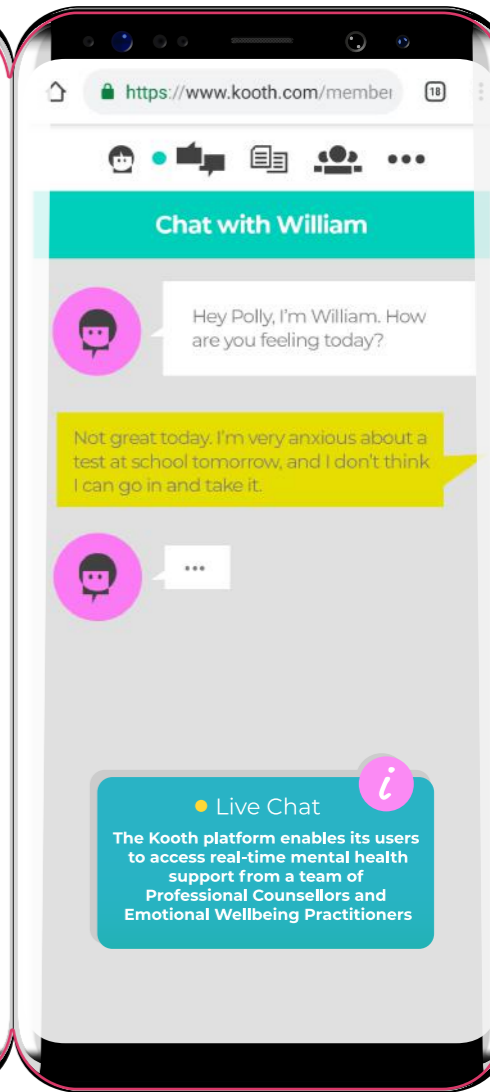 https://www.kooth.com/member
18
Chat with William
Hey Polly, I'm William. How
are you feeling today?
Not great today. I'm very anxious about a
test at school tomorrow, and I don't think
I can go in and take it.
...
i
Live Chat
The Kooth platform enables its users
to access real-time mental health
support from a team of
Professional Counsellors and
Emotional Wellbeing Practitioners